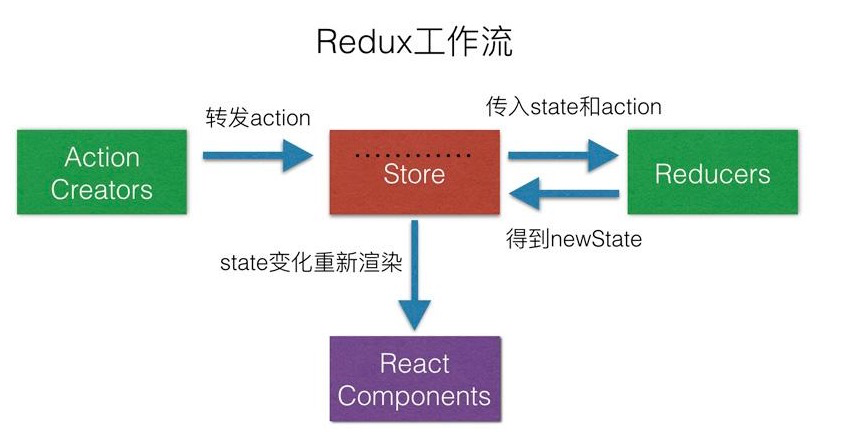 Redux工作流
转发action
传入state和action
Action
Creators
Store
Reducers
得到newState
state变化重新渲染
React
Components